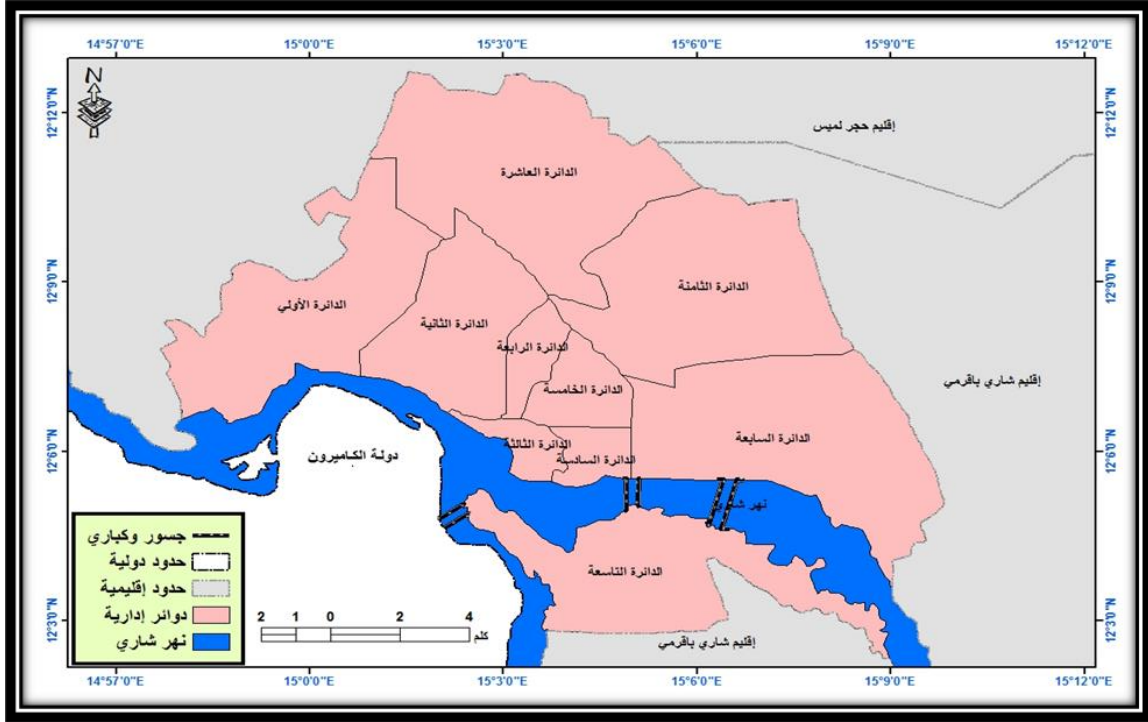 14°57'0"E 15°0'0"E 15°3'0"E 15°6'0"E 15°9'0"E 15°12'0"E
N
12°12'0"N 12°12'0"N
إقليم حجر لميس
الدائرة العاشرة
12°9'0"N 12°9'0"N
الدائرة الثامنة
الدائرة الأولي
الدائرة الثانية
الدائرة الرابعة
إقليم شاري باقرمي
الدائرة الخامسة
الدائرة السابعة
الدائرة الثالثة
12°6'0"N 12°6'0"N
دولة الكاميرون
الدائرة السادسة
نهر شاري
جسور وكباري
حدود دولية
الدائرة التاسعة
حدود إقليمية
دوائر إدارية
2 1 0 2 4
كلم
نهر شاري
12°3'0"N 12°3'0"N
إقليم شاري باقرمي
14°57'0"E 15°0'0"E 15°3'0"E 15°6'0"E 15°9'0"E 15°12'0"E